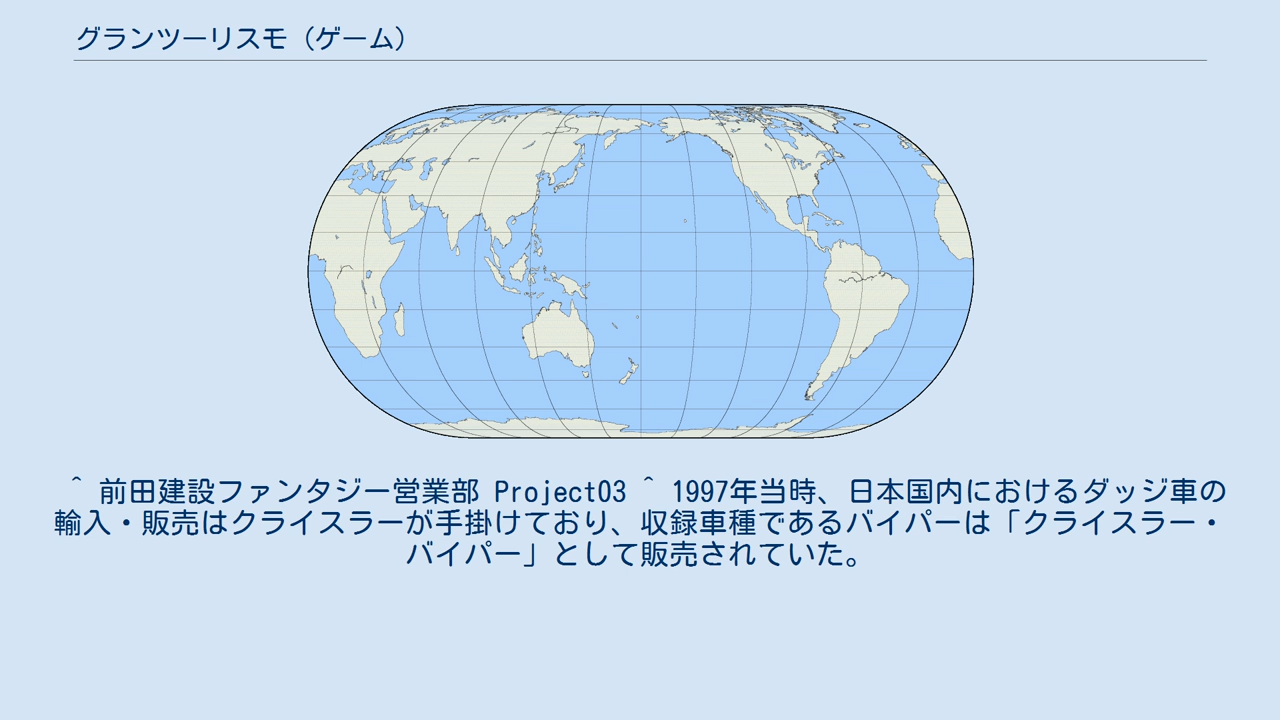 グランツーリスモ（ゲーム）
^ 前田建設ファンタジー営業部 Project03 ^ 1997年当時、日本国内におけるダッジ車の
輸入・販売はクライスラーが手掛けており、収録車種であるバイパーは「クライスラー・
バイパー」として販売されていた。